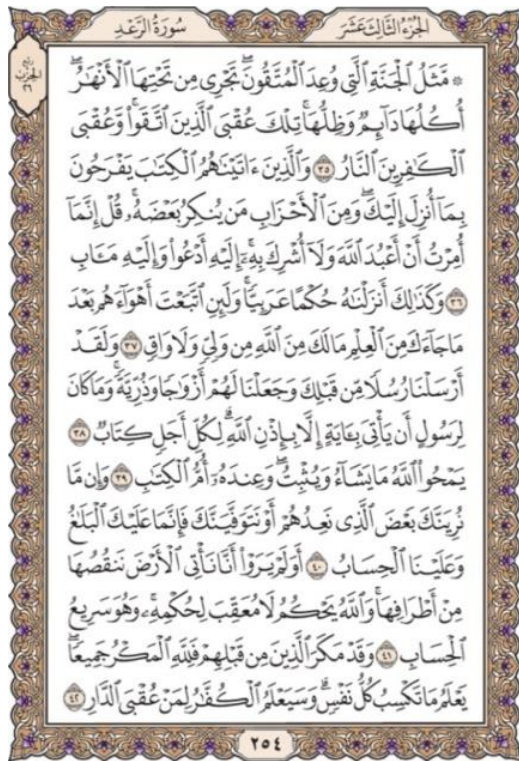 الجزء الثالث عشر
سورة الرعد
ربع
الحزب
٢٦
۞ مَّثَلُ ٱلْجَنَّةِ ٱلَّتِى وُعِدَ ٱلْمُتَّقُونَۖ تَجْرِى مِن تَحْتِهَا ٱلْأَنْهَٰرُۖ
أُكُلُهَا دَآئِمٌ وَظِلُّهَاۚ تِلْكَ عُقْبَى ٱلَّذِينَ ٱتَّقَوا۟ۖ وَّعُقْبَى
ٱلْكَٰفِرِينَ ٱلنَّارُ ٣٥ وَٱلَّذِينَ ءَاتَيْنَٰهُمُ ٱلْكِتَٰبَ يَفْرَحُونَ
بِمَآ أُنزِلَ إِلَيْكَۖ وَمِنَ ٱلْأَحْزَابِ مَن يُنكِرُ بَعْضَهُۥۚ قُلْ إِنَّمَآ
أُمِرْتُ أَنْ أَعْبُدَ ٱللَّهَ وَلَآ أُشْرِكَ بِهِۦٓۚ إِلَيْهِ أَدْعُوا۟ وَإِلَيْهِ مَـَٔابِ
٣٦ وَكَذَٰلِكَ أَنزَلْنَٰهُ حُكْمًا عَرَبِيًّاۚ وَلَئِنِ ٱتَّبَعْتَ أَهْوَآءَهُم بَعْدَ
مَا جَآءَكَ مِنَ ٱلْعِلْمِ مَا لَكَ مِنَ ٱللَّهِ مِن وَلِىٍّ وَلَا وَاقٍ ٣٧ وَلَقَدْ
أَرْسَلْنَا رُسُلًا مِّن قَبْلِكَ وَجَعَلْنَا لَهُمْ أَزْوَٰجًا وَذُرِّيَّةًۚ وَمَا كَانَ
لِرَسُولٍ أَن يَأْتِىَ بِـَٔايَةٍ إِلَّا بِإِذْنِ ٱللَّهِۗ لِكُلِّ أَجَلٍ كِتَابٌ ٣٨
يَمْحُوا۟ ٱللَّهُ مَا يَشَآءُ وَيُثْبِتُۖ وَعِندَهُۥٓ أُمُّ ٱلْكِتَٰبِ ٣٩ وَإِن مَّا
نُرِيَنَّكَ بَعْضَ ٱلَّذِى نَعِدُهُمْ أَوْ نَتَوَفَّيَنَّكَ فَإِنَّمَا عَلَيْكَ ٱلْبَلَٰغُ
وَعَلَيْنَا ٱلْحِسَابُ ٤٠ أَوَلَمْ يَرَوْا۟ أَنَّا نَأْتِى ٱلْأَرْضَ نَنقُصُهَا
مِنْ أَطْرَافِهَاۚ وَٱللَّهُ يَحْكُمُ لَا مُعَقِّبَ لِحُكْمِهِۦۚ وَهُوَ سَرِيعُ
ٱلْحِسَابِ ٤١ وَقَدْ مَكَرَ ٱلَّذِينَ مِن قَبْلِهِمْ فَلِلَّهِ ٱلْمَكْرُ جَمِيعًاۖ
يَعْلَمُ مَا تَكْسِبُ كُلُّ نَفْسٍۗ وَسَيَعْلَمُ ٱلْكُفَّٰرُ لِمَنْ عُقْبَى ٱلدَّارِ ٤٢
٢٥٤